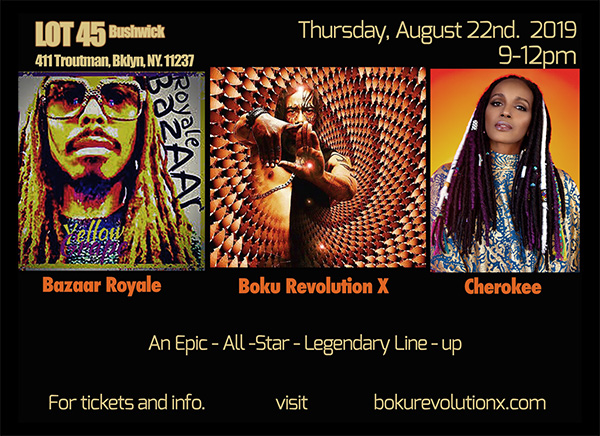 LOT 45 Bushwick
411 Troutman, Bklyn, NY. 11237
Thursday, August 22nd. 2019
9-12pm
Royale
BaZAAr
Yellow
Bazaar Royale
Boku Revolution X
Cherokee
An Epic - All -Star - Legendary Line - up
For tickets and info. visit bokurevolutionx.com